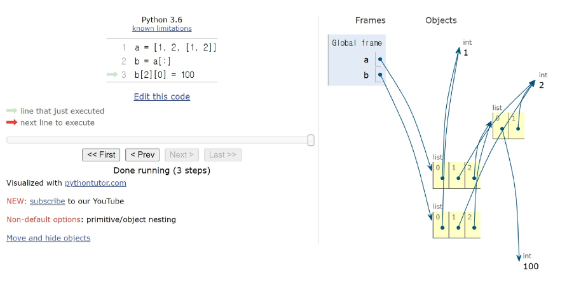 Python 3.6
known limitations
1 a = [1, 2, [1, 2]]
2 b = a[:]
3 b[2][0] = 100
Edit this code
line that just executed
next line to execute
<< First < Prev Next > Last >>
Done running (3 steps)
Visualized with pythontutor.com
NEW: subscribe to our YouTube
Non-default options: primitive/object nesting
Move and hide objects
Frames Objects
Global frame
a
b
int
1
int
2
list
0 1
list
0 1 2
list
0 1 2
int
100